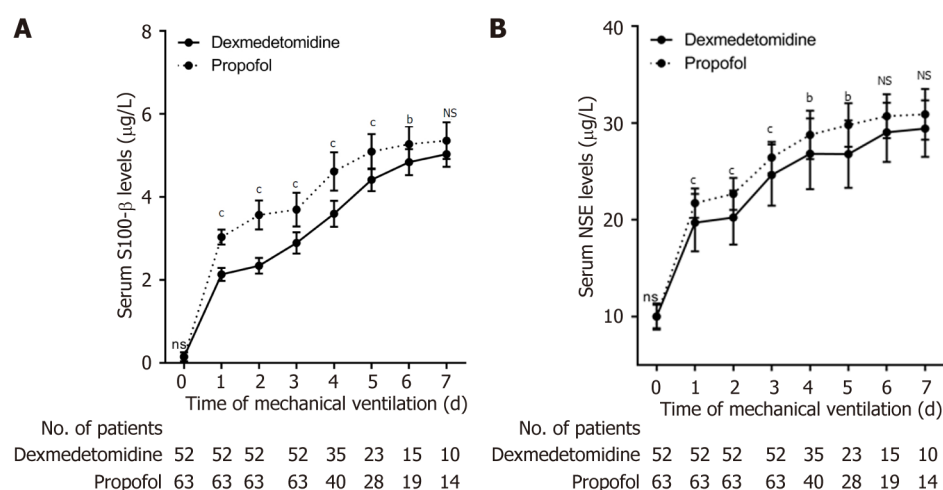 A
8
6
4
2
0
Serum S100-β levels (μg/L)
Dexmedetomidine
Propofol
ns
c
c
c
c
c
b
NS
0 1 2 3 4 5 6 7
Time of mechanical ventilation (d)
No. of patients
Dexmedetomidine 52 52 52 52 35 23 15 10
Propofol 63 63 63 63 40 28 19 14
B
40
30
20
10
Serum NSE levels (μg/L)
Dexmedetomidine
Propofol
ns
c
c
c
b
b
NS
NS
0 1 2 3 4 5 6 7
Time of mechanical ventilation (d)
No. of patients
Dexmedetomidine 52 52 52 52 35 23 15 10
Propofol 63 63 63 63 40 28 19 14